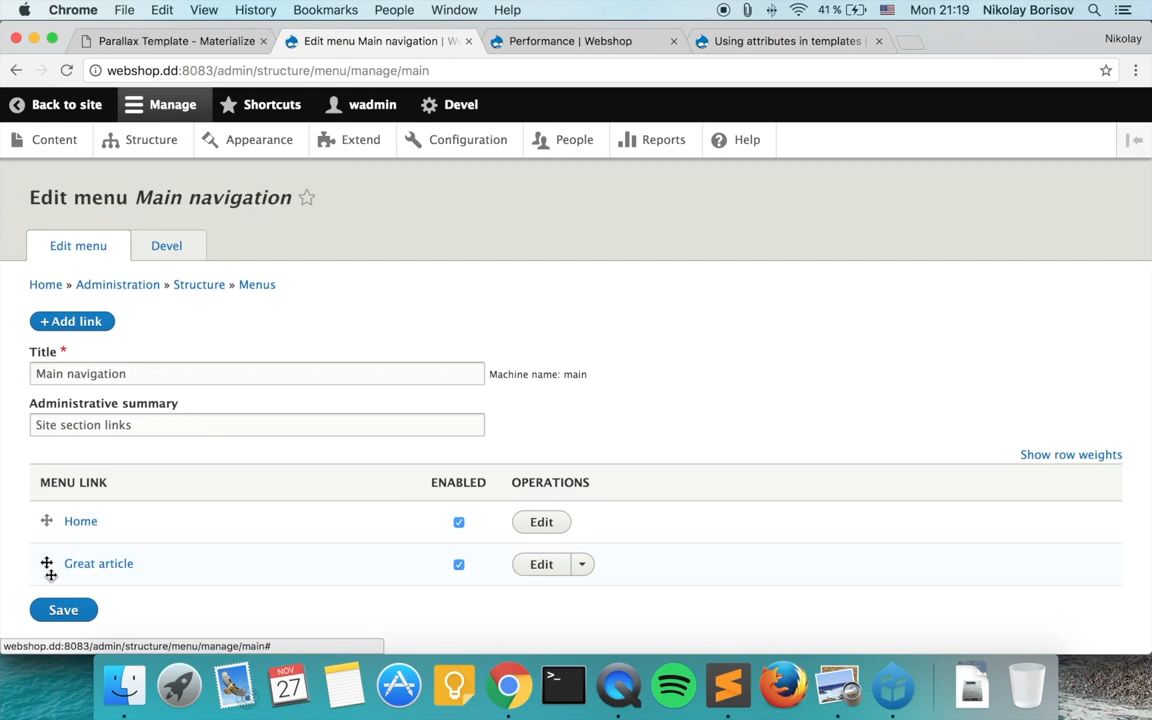 Chrome File Edit View History Bookmarks People Window Help 41 % Mon 21:19 Nikolay Borisov
Parallax Template - Materialize Edit menu Main navigation | W Performance | Webshop Using attributes in templates Nikolay
webshop.dd:8083/admin/structure/menu/manage/main
Back to site Manage Shortcuts wadmin Devel
Content Structure Appearance Extend Configuration People Reports Help
Edit menu Main navigation
Edit menu Devel
Home » Administration » Structure » Menus
+ Add link
Title *
Main navigation Machine name: main
Administrative summary
Site section links
Show row weights
MENU LINK ENABLED OPERATIONS
Home Edit
Great article Edit
Save
webshop.dd:8083/admin/structure/menu/manage/main#
NOV
27